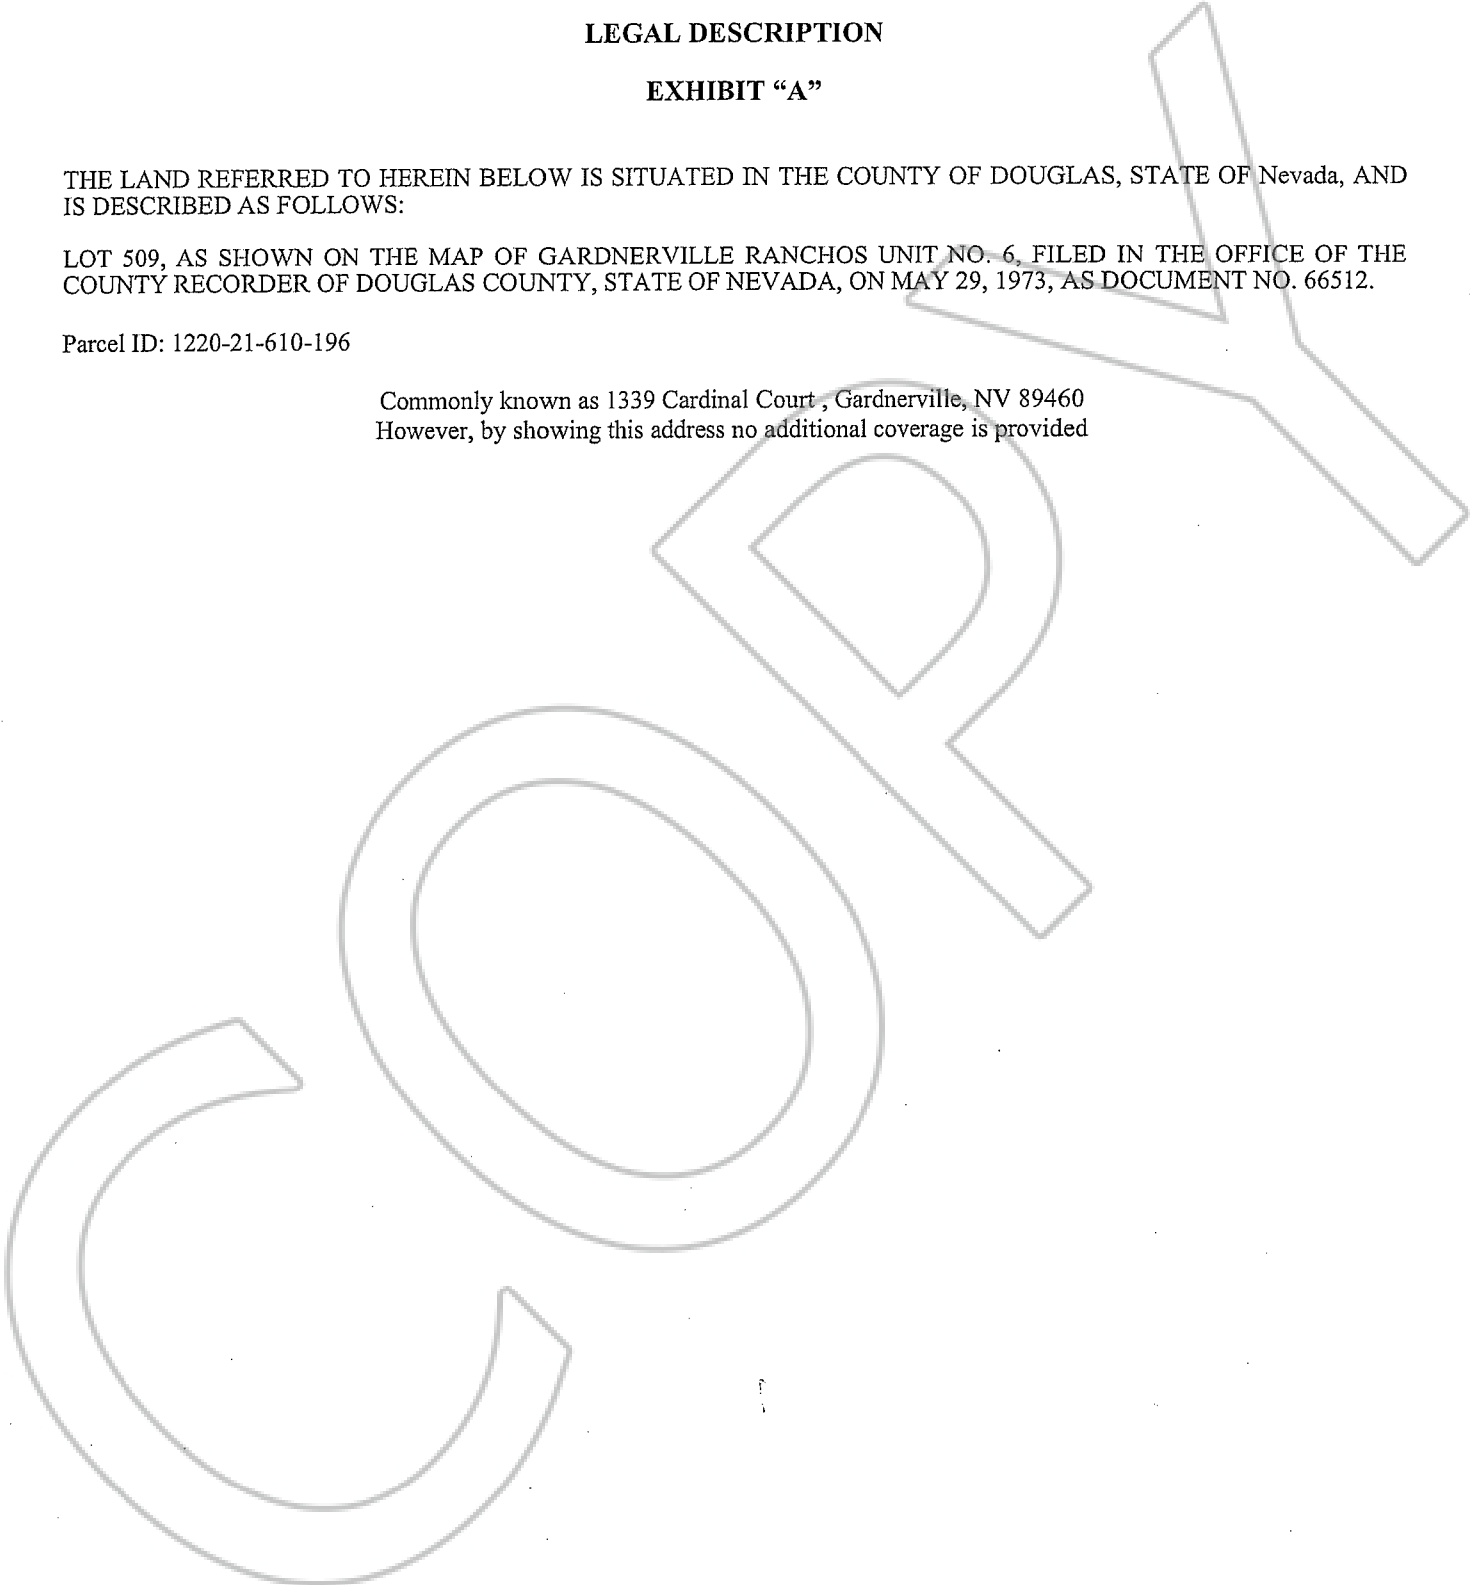 LEGAL DESCRIPTION
EXHIBIT “A”
THE LAND REFERRED TO HEREIN BELOW IS SITUATED IN THE COUNTY OF DOUGLAS, STATE OF Nevada, AND
IS DESCRIBED AS FOLLOWS:
LOT 509, AS SHOWN ON THE MAP OF GARDNERVILLE RANCHOS UNIT NO. 6, FILED IN THE OFFICE OF THE
COUNTY RECORDER OF DOUGLAS COUNTY, STATE OF NEVADA, ON MAY 29, 1973, AS DOCUMENT NO. 66512.
Parcel ID: 1220-21-610-196
Commonly known as 1339 Cardinal Court , Gardnerville, NV 89460
However, by showing this address no additional coverage is provided
COPY